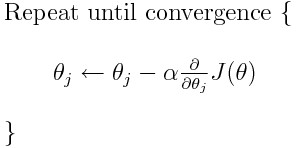 Repeat until convergence {
θ_j ← θ_j − α ∂/∂θ_j J(θ)
}